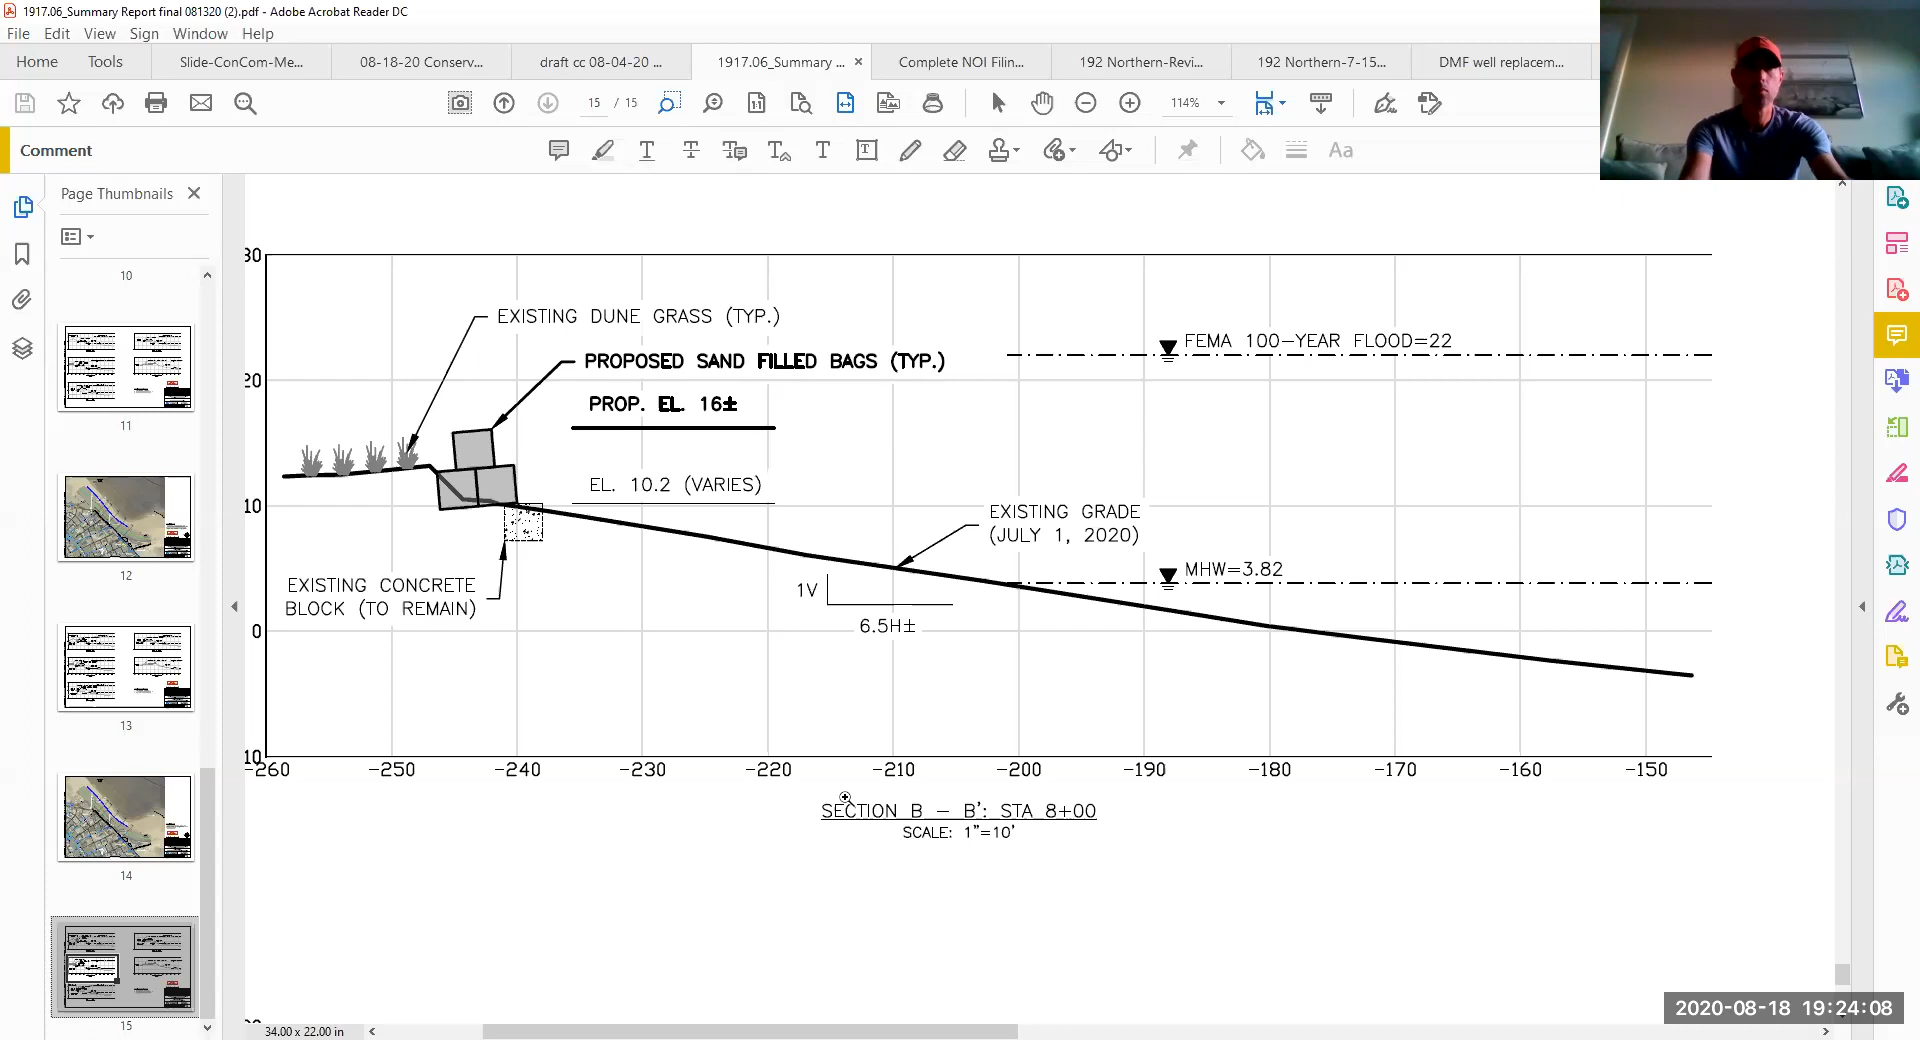 1917.06_Summary Report final 081320 (2).pdf - Adobe Acrobat Reader DC
File Edit View Sign Window Help
Home Tools Slide-ConCom-Me... 08-18-20 Conserv... draft cc 08-04-20 ... 1917.06_Summary ... × Complete NOI Filin... 192 Northern-Revi... 192 Northern-7-15... DMF well replacem...
15 / 15 114%
Comment
Page Thumbnails
10
11
12
13
14
15
30
EXISTING DUNE GRASS (TYP.)
FEMA 100-YEAR FLOOD=22
PROPOSED SAND FILLED BAGS (TYP.)
20
PROP. EL. 16±
EL. 10.2 (VARIES)
10
EXISTING GRADE
(JULY 1, 2020)
MHW=3.82
EXISTING CONCRETE
BLOCK (TO REMAIN)
1V
6.5H±
0
10
-260 -250 -240 -230 -220 -210 -200 -190 -180 -170 -160 -150
SECTION B - B': STA 8+00
SCALE: 1"=10'
34.00 x 22.00 in
2020-08-18 19:24:08